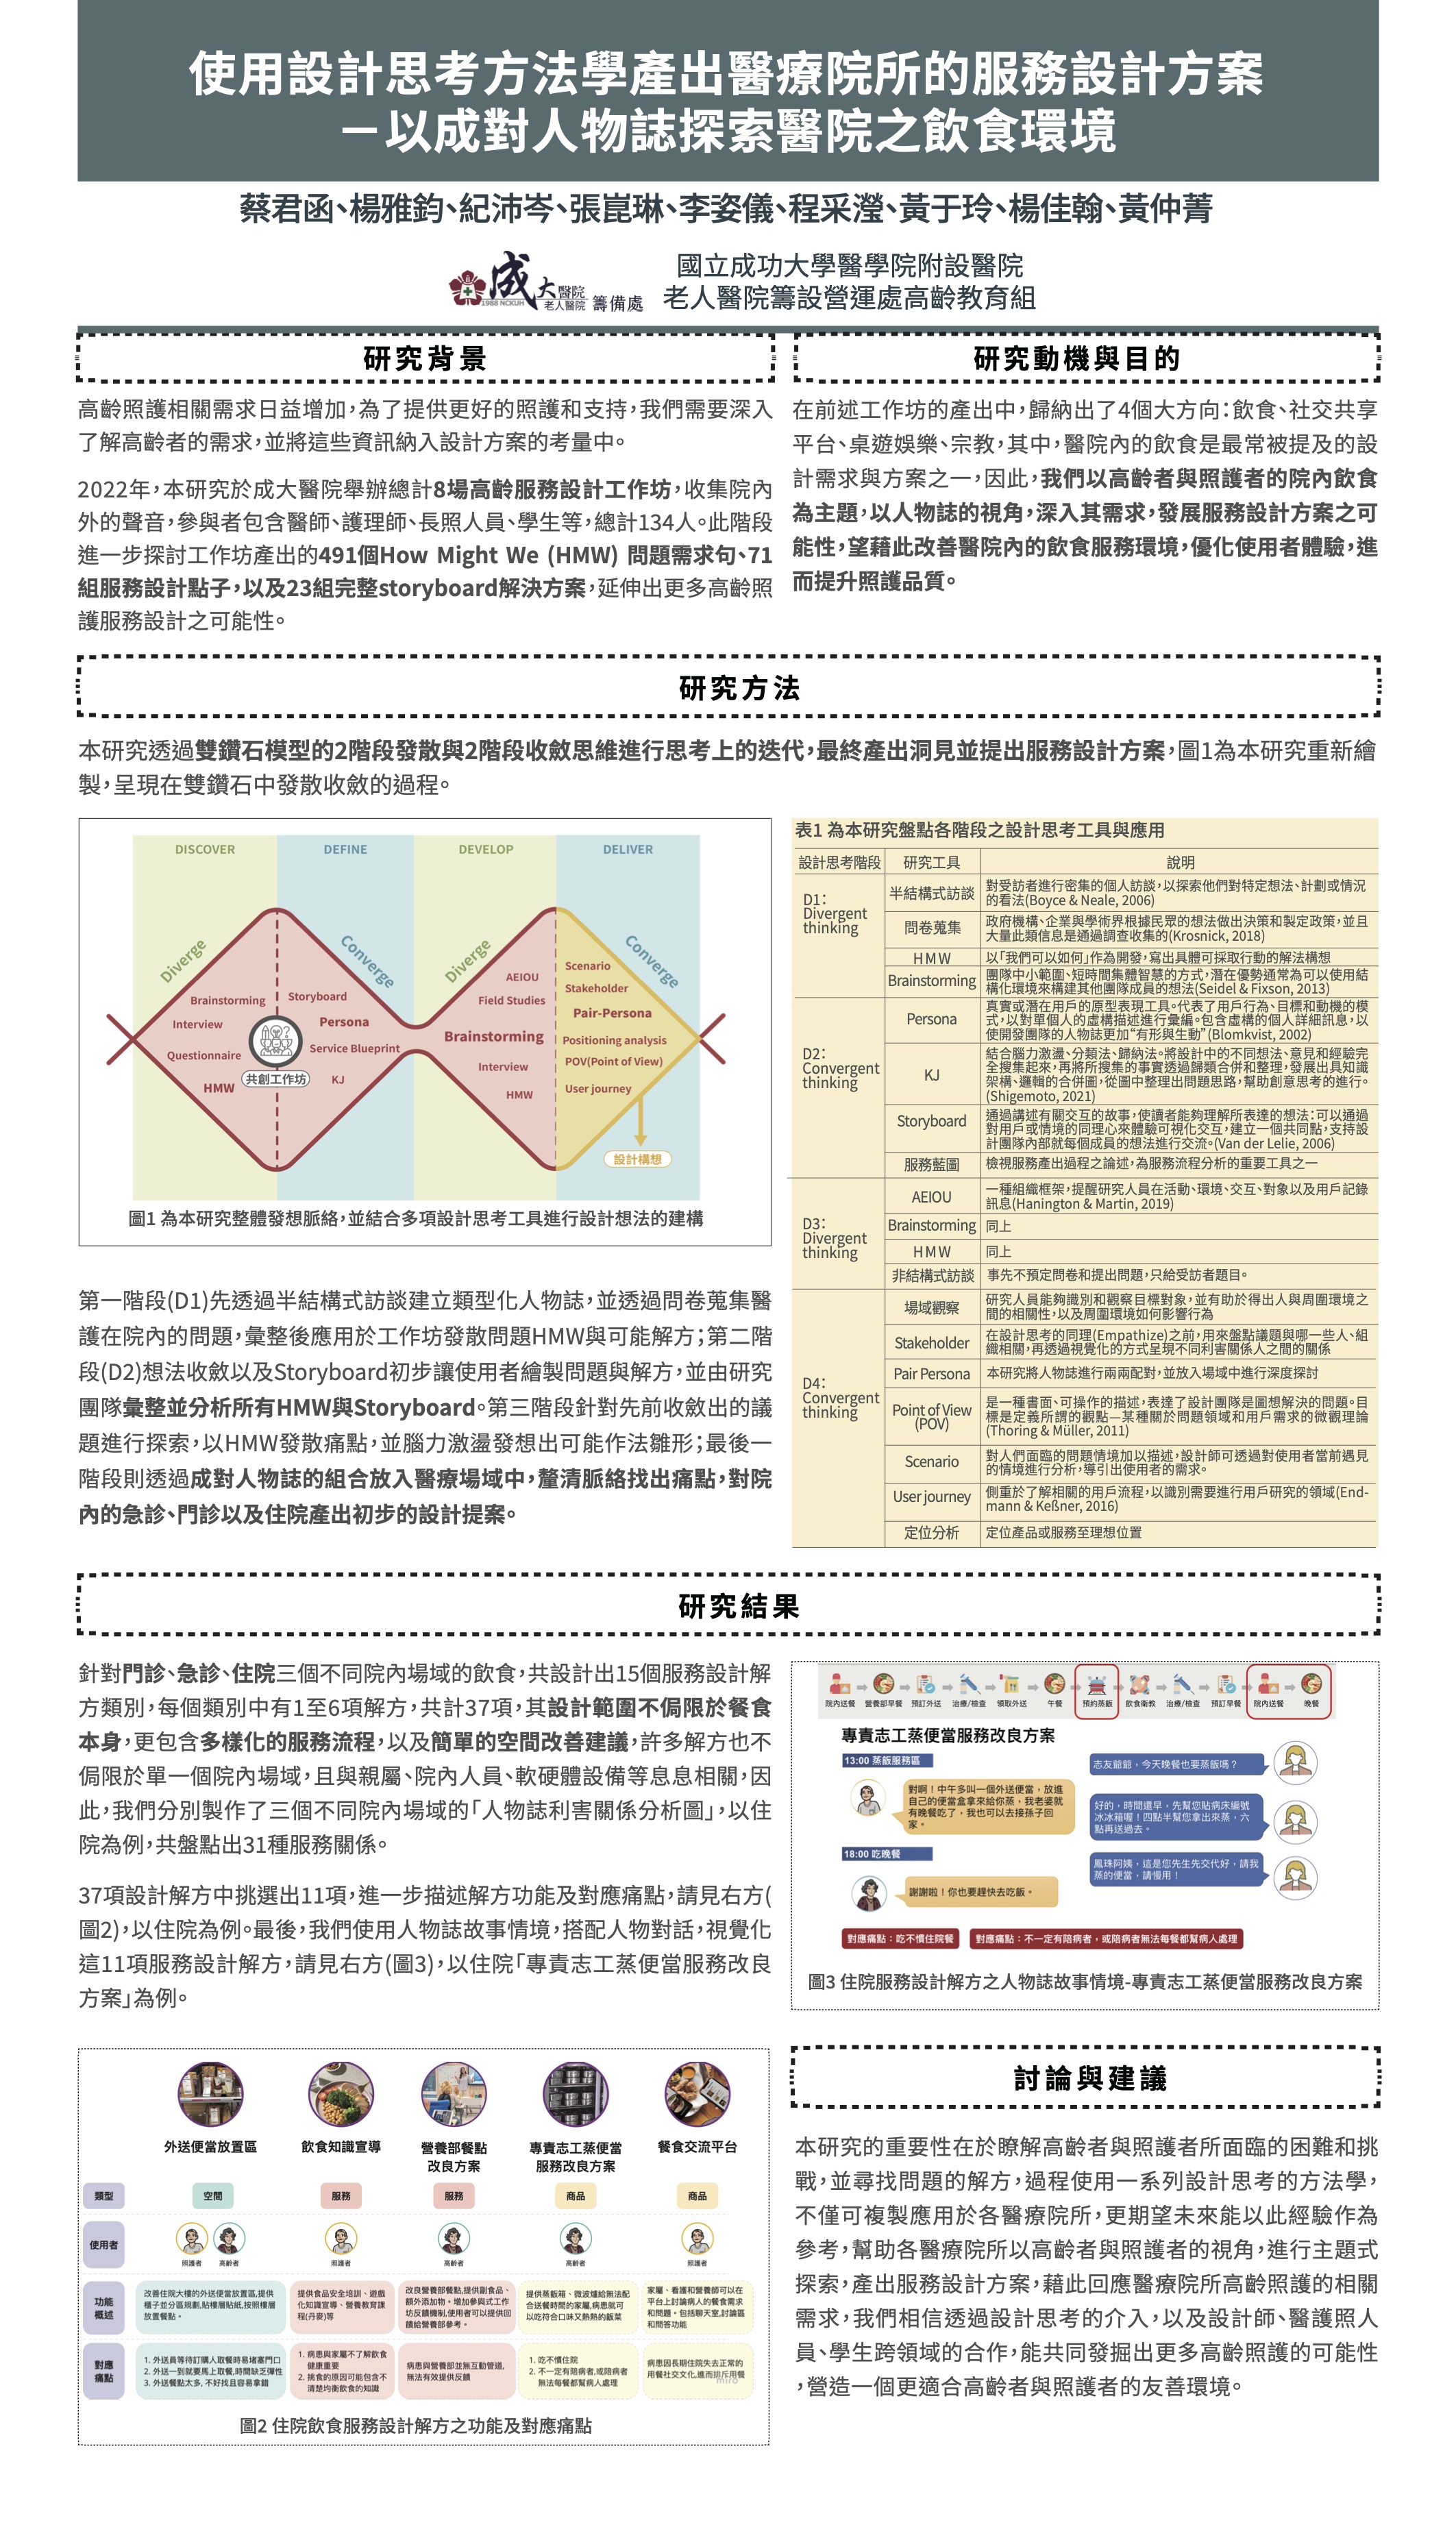 使用設計思考方法學產出醫療院所的服務設計方案
－以成對人物誌探索醫院之飲食環境
蔡君函、楊雅鈞、紀沛岑、張崑琳、李姿儀、程采瀅、黃于玲、楊佳翰、黃仲菁
成大醫院
老人醫院
1988 NCKUM
籌備處
國立成功大學醫學院附設醫院
老人醫院籌設營運處高齡教育組
研究背景
高齡照護相關需求日益增加，為了提供更好的照護和支持，我們需要深入
了解高齡者的需求，並將這些資訊納入設計方案的考量中。
2022年，本研究於成大醫院舉辦總計8場高齡服務設計工作坊，收集院內
外的聲音，參與者包含醫師、護理師、長照人員、學生等，總計134人。此階段
進一步探討工作坊產出的491個How Might We (HMW) 問題需求句、71
組服務設計點子，以及23組完整storyboard解決方案，延伸出更多高齡照
護服務設計之可能性。
研究動機與目的
在前述工作坊的產出中，歸納出了4個大方向：飲食、社交共享
平台、桌遊娛樂、宗教，其中，醫院內的飲食是最常被提及的設
計需求與方案之一，因此，我們以高齡者與照護者的院內飲食
為主題，以人物誌的視角，深入其需求，發展服務設計方案之可
能性，望藉此改善醫院內的飲食服務環境，優化使用者體驗，進
而提升照護品質。
研究方法
本研究透過雙鑽石模型的2階段發散與2階段收斂思維進行思考上的迭代，最終產出洞見並提出服務設計方案，圖1為本研究重新繪
製，呈現在雙鑽石中發散收斂的過程。
DISCOVER
DEFINE
DEVELOP
DELIVER
Diverge
Converge
Diverge
Converge
Brainstorming
Interview
Questionnaire
HMW
共創工作坊
Storyboard
Persona
Service Blueprint
KJ
AEIOU
Field Studies
Brainstorming
Interview
HMW
Scenario
Stakeholder
Pair-Persona
Positioning analysis
POV(Point of View)
User journey
設計構想
圖1 為本研究整體發想脈絡，並結合多項設計思考工具進行設計想法的建構
第一階段(D1)先透過半結構式訪談建立類型化人物誌，並透過問卷蒐集醫
護在院內的問題，彙整後應用於工作坊發散問題HMW與可能解方；第二階
段(D2)想法收斂以及Storyboard初步讓使用者繪製問題與解方，並由研究
團隊彙整並分析所有HMW與Storyboard。第三階段針對先前收斂出的議
題進行探索，以HMW發散痛點，並腦力激盪發想出可能作法雛形；最後一
階段則透過成對人物誌的組合放入醫療場域中，釐清脈絡找出痛點，對院
內的急診、門診以及住院產出初步的設計提案。
表1 為本研究盤點各階段之設計思考工具與應用
設計思考階段 研究工具 說明
D1：
Divergent
thinking
半結構式訪談
對受訪者進行密集的個人訪談，以探索他們對特定想法、計劃或情況
的看法(Boyce & Neale, 2006)
問卷蒐集
政府機構、企業與學術界根據民眾的想法做出決策和製定政策，並且
大量此類信息是通過調查收集的(Krosnick, 2018)
HMW
以「我們可以如何」作為開發，寫出具體可採取行動的解法構想
Brainstorming
團隊中小範圍、短時間集體智慧的方式，潛在優勢通常為可以使用結
構化環境來構建其他團隊成員的想法(Seidel & Fixson, 2013)
D2：
Convergent
thinking
Persona
真實或潛在用戶的原型表現工具。代表了用戶行為、目標和動機的模
式，以對單個人的虛構描述進行彙編。包含虛構的個人詳細訊息，以
使開發團隊的人物誌更加“有形與生動”(Blomkvist, 2002)
KJ
結合腦力激盪、分類法、歸納法。將設計中的不同想法、意見和經驗完
全搜集起來，再將所搜集的事實透過歸類合併和整理，發展出具知識
架構、邏輯的合併圖，從圖中整理出問題思路，幫助創意思考的進行。
(Shigemoto, 2021)
Storyboard
通過講述有關交互的故事，使讀者能夠理解所表達的想法：可以通過
對用戶或情境的同理心來體驗可視化交互，建立一個共同點，支持設
計團隊內部就每個成員的想法進行交流。(Van der Lelie, 2006)
服務藍圖
檢視服務產出過程之論述，為服務流程分析的重要工具之一
D3：
Divergent
thinking
AEIOU
一種組織框架，提醒研究人員在活動、環境、交互、對象以及用戶記錄
訊息(Hanington & Martin, 2019)
Brainstorming
同上
HMW
同上
非結構式訪談
事先不預定問卷和提出問題，只給受訪者題目。
D4：
Convergent
thinking
場域觀察
研究人員能夠識別和觀察目標對象，並有助於得出人與周圍環境之
間的相關性，以及周圍環境如何影響行為
Stakeholder
在設計思考的同理(Empathize)之前，用來盤點議題與哪一些人、組
織相關，再透過視覺化的方式呈現不同利害關係人之間的關係
Pair Persona
本研究將人物誌進行兩兩配對，並放入場域中進行深度探討
Point of View
(POV)
是一種書面、可操作的描述，表達了設計團隊是圖想解決的問題。目
標是定義所謂的觀點—某種關於問題領域和用戶需求的微觀理論
(Thoring & Müller, 2011)
Scenario
對人們面臨的問題情境加以描述，設計師可透過對使用者當前遇見
的情境進行分析，導引出使用者的需求。
User journey
側重於了解相關的用戶流程，以識別需要進行用戶研究的領域(End-
mann & Keßner, 2016)
定位分析
定位產品或服務至理想位置
研究結果
針對門診、急診、住院三個不同院內場域的飲食，共設計出15個服務設計解
方類別，每個類別中有1至6項解方，共計37項，其設計範圍不侷限於餐食
本身，更包含多樣化的服務流程，以及簡單的空間改善建議，許多解方也不
侷限於單一個院內場域，且與親屬、院內人員、軟硬體設備等息息相關，因
此，我們分別製作了三個不同院內場域的「人物誌利害關係分析圖」，以住
院為例，共盤點出31種服務關係。
37項設計解方中挑選出11項，進一步描述解方功能及對應痛點，請見右方(
圖2)，以住院為例。最後，我們使用人物誌故事情境，搭配人物對話，視覺化
這11項服務設計解方，請見右方(圖3)，以住院「專責志工蒸便當服務改良
方案」為例。
院內送餐 營養部早餐 預訂外送 治療/檢查 領取外送 午餐 預約蒸飯 飲食衛教 治療/檢查 預訂早餐 院內送餐 晚餐
專責志工蒸便當服務改良方案
13:00 蒸飯服務區
志友爺爺，今天晚餐也要蒸飯嗎？
對啊！中午多叫一個外送便當，放進
自己的便當盒拿來給你蒸，我老婆就
有晚餐吃了，我也可以去接孫子回
家。
好的，時間還早，先幫您貼病床編號
冰冰箱喔！四點半幫您拿出來蒸，六
點再送過去。
18:00 吃晚餐
鳳珠阿姨，這是您先生先交代好，請我
蒸的便當，請慢用！
謝謝啦！你也要趕快去吃飯。
對應痛點：吃不慣住院餐
對應痛點：不一定有陪病者，或陪病者無法每餐都幫病人處理
圖3 住院服務設計解方之人物誌故事情境-專責志工蒸便當服務改良方案
外送便當放置區
飲食知識宣導
營養部餐點
改良方案
專責志工蒸便當
服務改良方案
餐食交流平台
類型 空間 服務 服務 商品 商品
使用者
照護者 高齡者 照護者 高齡者 高齡者 照護者
功能
概述
改善住院大樓的外送便當放置區,提供
櫃子並分區規劃,貼樓層貼紙,按照樓層
放置餐點。
提供食品安全培訓、遊戲
化知識宣導、營養教育課
程(丹麥)等
改良營養部餐點,提供副食品、
額外添加物。增加參與式工作
坊反饋機制,使用者可以提供回
饋給營養部參考。
提供蒸飯箱、微波爐給無法配
合送餐時間的家屬,病患就可
以吃符合口味又熱熱的飯菜
家屬、看護和營養師可以在
平台上討論病人的餐食需求
和問題。包括聊天室,討論區
和問答功能
對應
痛點
1. 外送員等待訂購人取餐時易堵塞門口
2. 外送一到就要馬上取餐,時間缺乏彈性
3. 外送餐點太多, 不好找且容易拿錯
1. 病患與家屬不了解飲食
健康重要
2. 挑食的原因可能包含不
清楚均衡飲食的知識
病患與營養部並無互動管道,
無法有效提供反饋
1. 吃不慣住院
2. 不一定有陪病者,或陪病者
無法每餐都幫病人處理
病患因長期住院失去正常的
用餐社交文化,進而排斥用餐
miro
圖2 住院飲食服務設計解方之功能及對應痛點
討論與建議
本研究的重要性在於瞭解高齡者與照護者所面臨的困難和挑
戰，並尋找問題的解方，過程使用一系列設計思考的方法學，
不僅可複製應用於各醫療院所，更期望未來能以此經驗作為
參考，幫助各醫療院所以高齡者與照護者的視角，進行主題式
探索，產出服務設計方案，藉此回應醫療院所高齡照護的相關
需求，我們相信透過設計思考的介入，以及設計師、醫護照人
員、學生跨領域的合作，能共同發掘出更多高齡照護的可能性
，營造一個更適合高齡者與照護者的友善環境。